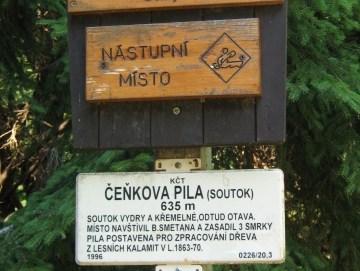 NÁSTUPNÍ
MÍSTO
KČT
ČEŇKOVA PILA (SOUTOK)
635 m
SOUTOK VYDRY A KŘEMELNÉ,ODTUD OTAVA.
MÍSTO NAVŠTÍVIL B.SMETANA A ZASADIL 3 SMRKY
PILA POSTAVENA PRO ZPRACOVÁNÍ DŘEVA
Z LESNÍCH KALAMIT V L.1863-70.
1996 0226/20,3